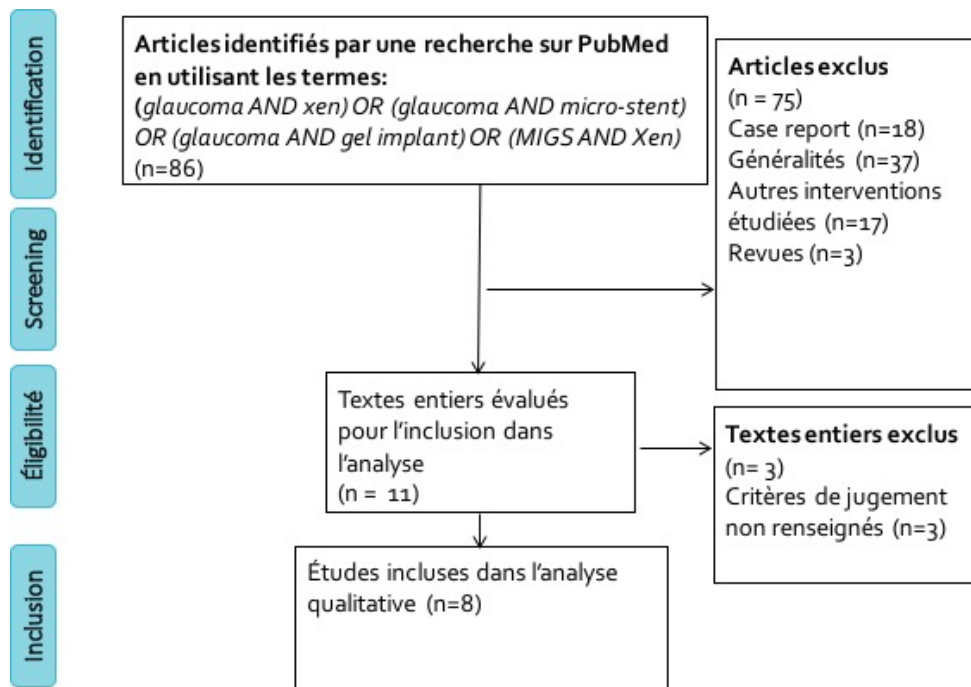 Identification
Articles identifiés par une recherche sur PubMed
en utilisant les termes:
(glaucoma AND xen) OR (glaucoma AND micro-stent)
OR (glaucoma AND gel implant) OR (MIGS AND Xen)
(n=86)
Articles exclus
(n = 75)
Case report (n=18)
Généralités (n=37)
Autres interventions
étudiées (n=17)
Revues (n=3)
Screening
Éligibilité
Textes entiers évalués
pour l'inclusion dans
l'analyse
(n = 11)
Textes entiers exclus
(n= 3)
Critères de jugement
non renseignés (n=3)
Inclusion
Études incluses dans l'analyse
qualitative (n=8)